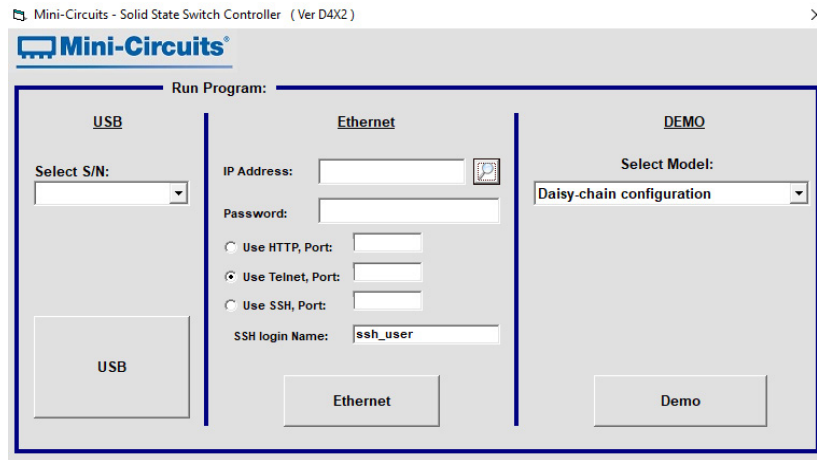 Mini-Circuits - Solid State Switch Controller ( Ver D4X2 )
Mini-Circuits®
Run Program:
USB
Select S/N:
USB
Ethernet
IP Address:
Password:
Use HTTP, Port:
Use Telnet, Port:
Use SSH, Port:
SSH login Name: ssh_user
Ethernet
DEMO
Select Model:
Daisy-chain configuration
Demo